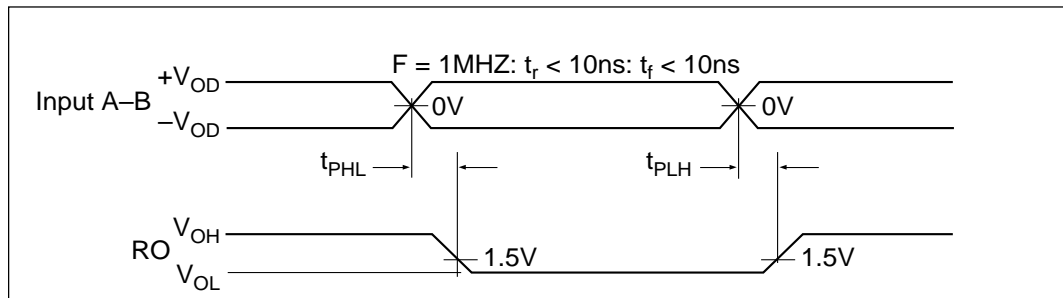 F = 1MHZ: tr < 10ns: tf < 10ns
+VOD
Input A–B
0V
0V
–VOD
tPHL
tPLH
VOH
RO
1.5V
1.5V
VOL